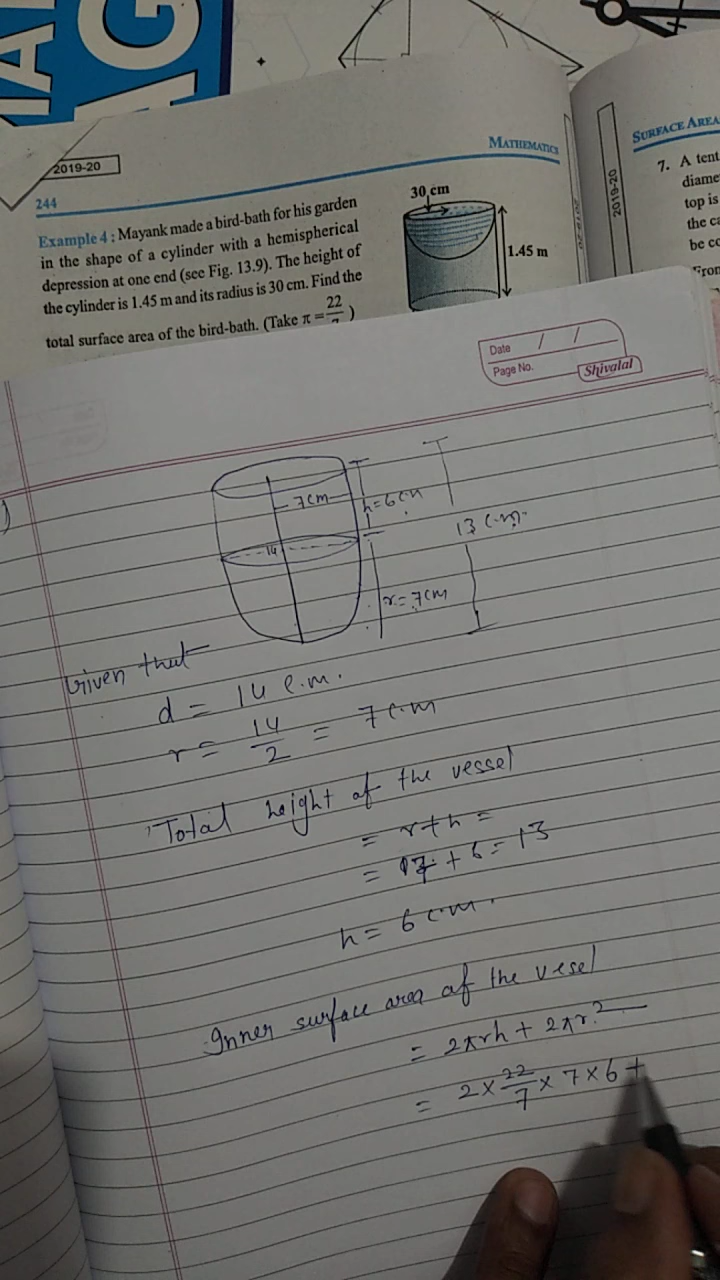 MATHEMATICS
SURFACE AREA
2019-20
2019-20
244
30 cm
1.45 m
Example 4 : Mayank made a bird-bath for his garden
in the shape of a cylinder with a hemispherical
depression at one end (see Fig. 13.9). The height of
the cylinder is 1.45 m and its radius is 30 cm. Find the
total surface area of the bird-bath. (Take π = 22
)
7. A tent
diame
top is
the ca
be co
From
Date / /
Page No.
Shivalal
7cm
h=6cm
13 c.m.
14
r=7cm
Given that
d = 14 c.m.
r = 14/2 = 7cm
Total height of the vessel
= r+h =
+ 6 = 13
h = 6 c.m.
Inner surface area of the vesel
= 2πrh + 2πr²
= 2 × 22/7 × 7 × 6 +